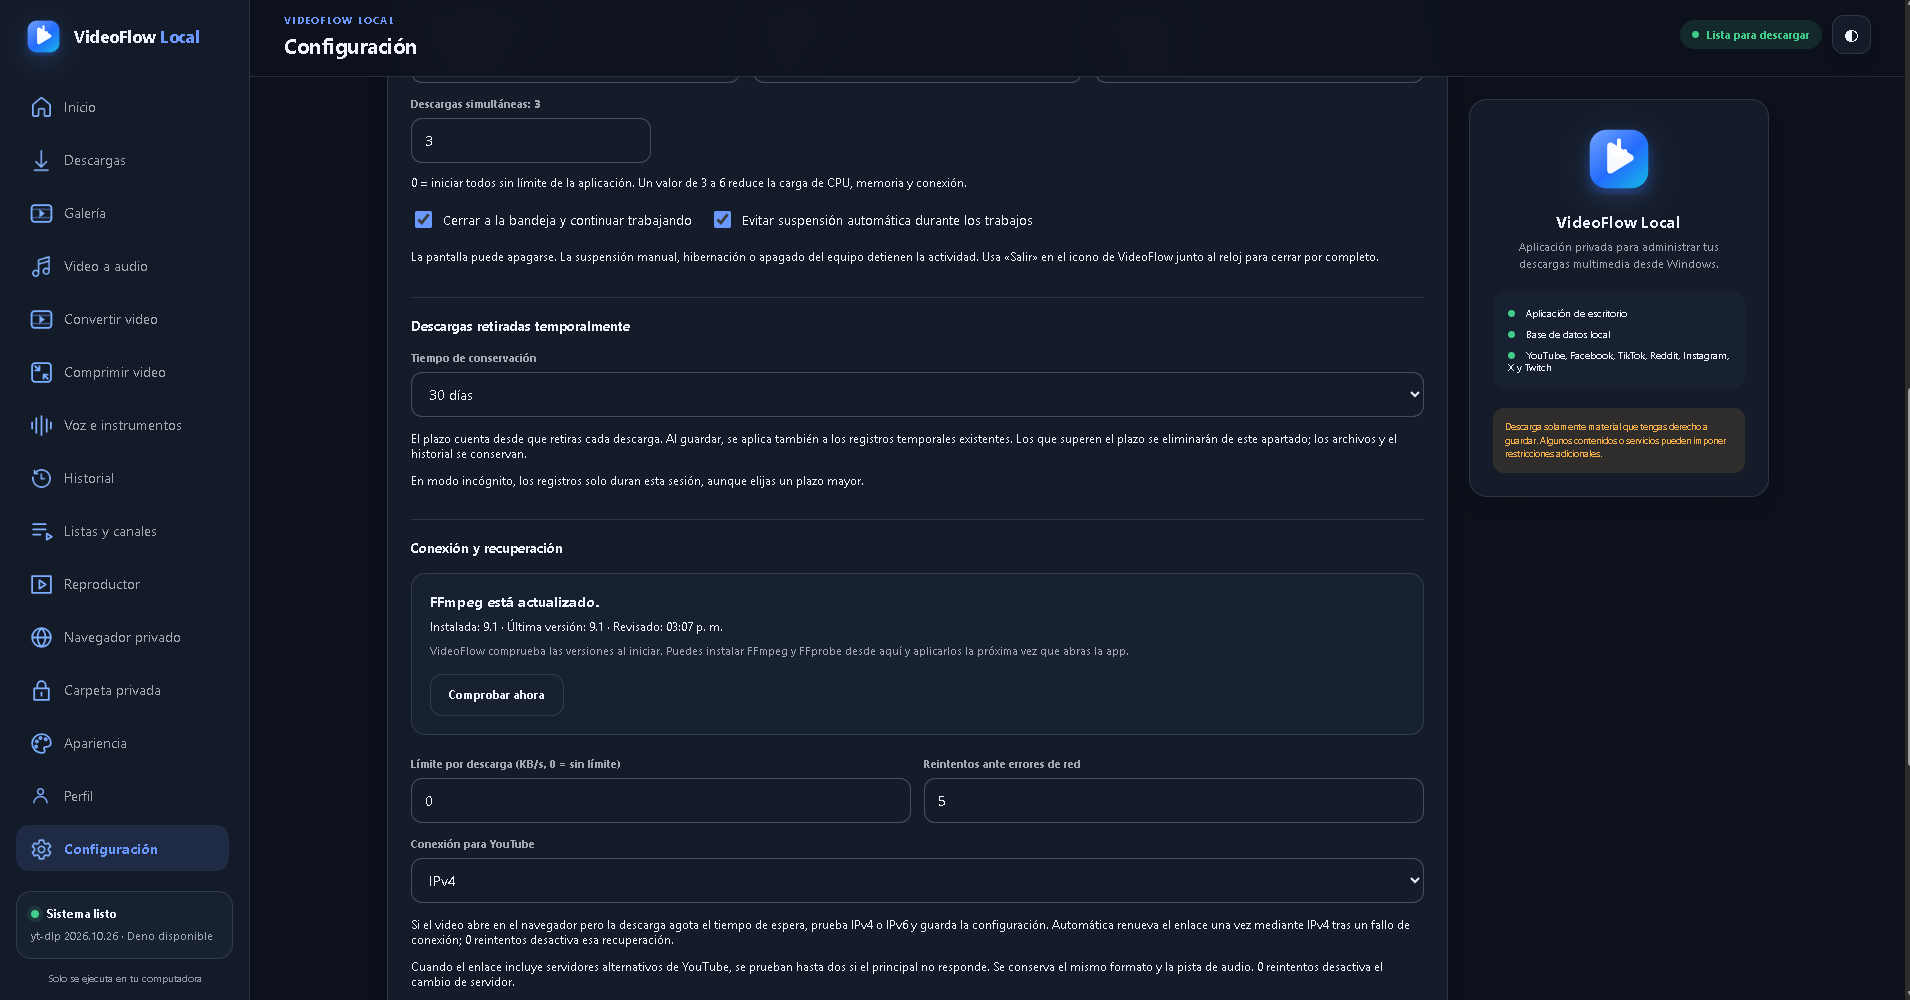 VideoFlow Local
Inicio
Descargas
Galería
Video a audio
Convertir video
Comprimir video
Voz e instrumentos
Historial
Listas y canales
Reproductor
Navegador privado
Carpeta privada
Apariencia
Perfil
Configuración
Sistema listo
yt-dlp 2026.10.26 · Deno disponible
Solo se ejecuta en tu computadora
VIDEOFLOW LOCAL
Configuración
Lista para descargar
Descargas simultáneas: 3
3
0 = iniciar todos sin límite de la aplicación. Un valor de 3 a 6 reduce la carga de CPU, memoria y conexión.
Cerrar a la bandeja y continuar trabajando
Evitar suspensión automática durante los trabajos
La pantalla puede apagarse. La suspensión manual, hibernación o apagado del equipo detienen la actividad. Usa «Salir» en el icono de VideoFlow junto al reloj para cerrar por completo.
Descargas retiradas temporalmente
Tiempo de conservación
30 días
El plazo cuenta desde que retiras cada descarga. Al guardar, se aplica también a los registros temporales existentes. Los que superen el plazo se eliminarán de este apartado; los archivos y el
historial se conservan.
En modo incógnito, los registros solo duran esta sesión, aunque elijas un plazo mayor.
Conexión y recuperación
FFmpeg está actualizado.
Instalada: 9.1 · Última versión: 9.1 · Revisado: 03:07 p. m.
VideoFlow comprueba las versiones al iniciar. Puedes instalar FFmpeg y FFprobe desde aquí y aplicarlos la próxima vez que abras la app.
Comprobar ahora
Límite por descarga (KB/s, 0 = sin límite)
Reintentos ante errores de red
0
5
Conexión para YouTube
IPv4
Si el video abre en el navegador pero la descarga agota el tiempo de espera, prueba IPv4 o IPv6 y guarda la configuración. Automática renueva el enlace una vez mediante IPv4 tras un fallo de
conexión; 0 reintentos desactiva esa recuperación.
Cuando el enlace incluye servidores alternativos de YouTube, se prueban hasta dos si el principal no responde. Se conserva el mismo formato y la pista de audio. 0 reintentos desactiva el
cambio de servidor.
VideoFlow Local
Aplicación privada para administrar tus
descargas multimedia desde Windows.
Aplicación de escritorio
Base de datos local
YouTube, Facebook, TikTok, Reddit, Instagram,
X y Twitch
Descarga solamente material que tengas derecho a
guardar. Algunos contenidos o servicios pueden imponer
restricciones adicionales.